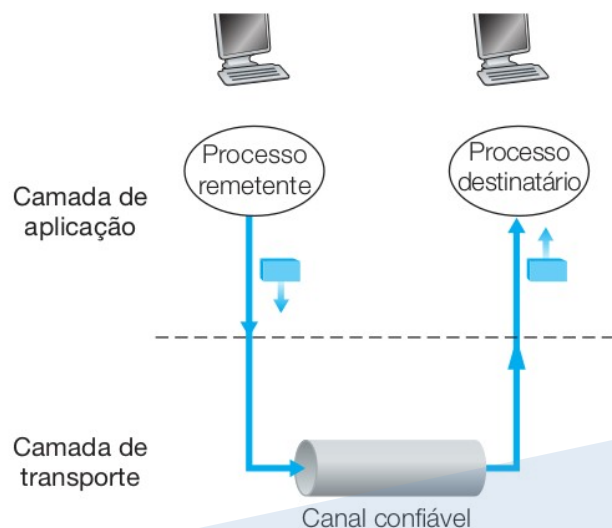 Processo
remetente
Processo
destinatário
Camada de
aplicação
Camada de
transporte
Canal confiável